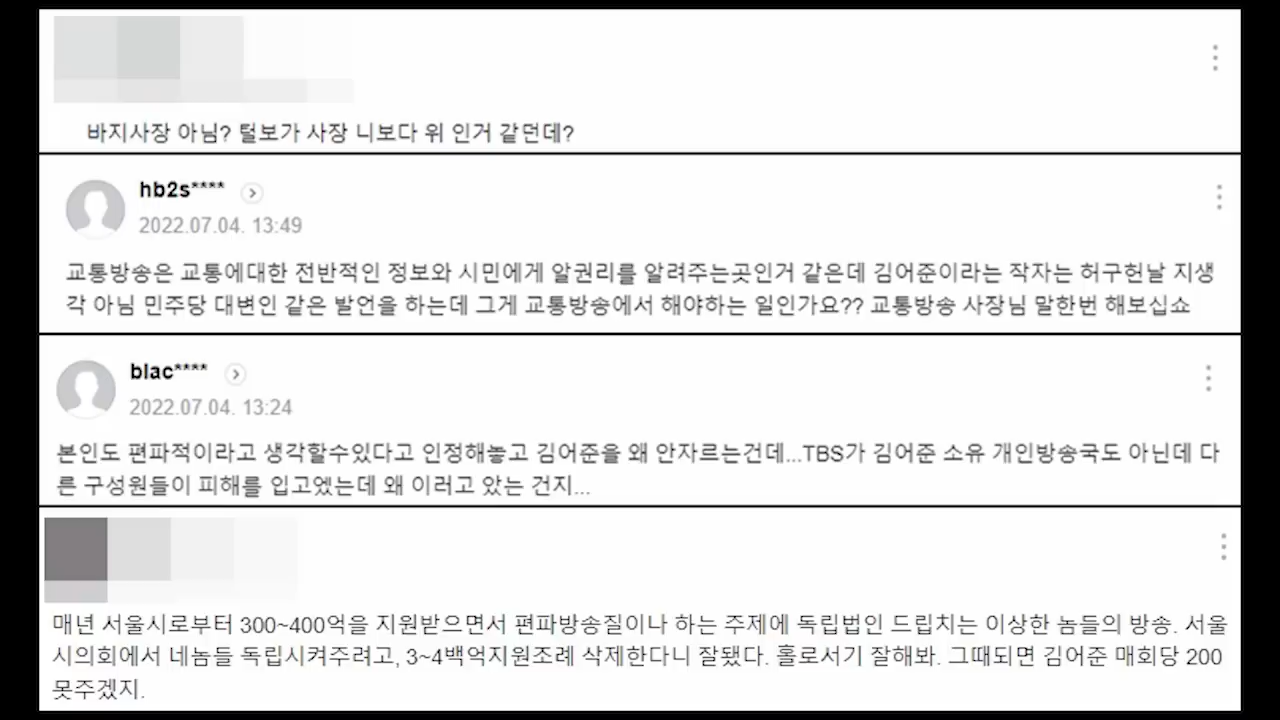 바지사장 아님? 털보가 사장 니보다 위 인거 같던데?
hb2s****
2022.07.04. 13:49
교통방송은 교통에대한 전반적인 정보와 시민에게 알권리를 알려주는곳인거 같은데 김어준이라는 작자는 허구헌날 지생
각 아님 민주당 대변인 같은 발언을 하는데 그게 교통방송에서 해야하는 일인가요?? 교통방송 사장님 말한번 해보십쇼
blac****
2022.07.04. 13:24
본인도 편파적이라고 생각할수있다고 인정해놓고 김어준을 왜 안자르는건데...TBS가 김어준 소유 개인방송국도 아닌데 다
른 구성원들이 피해를 입고엤는데 왜 이러고 았는 건지...
매년 서울시로부터 300~400억을 지원받으면서 편파방송질이나 하는 주제에 독립법인 드립치는 이상한 놈들의 방송. 서울
시의회에서 네놈들 독립시켜주려고, 3~4백억지원조례 삭제한다니 잘됐다. 홀로서기 잘해봐. 그때되면 김어준 매회당 200
못주겠지.